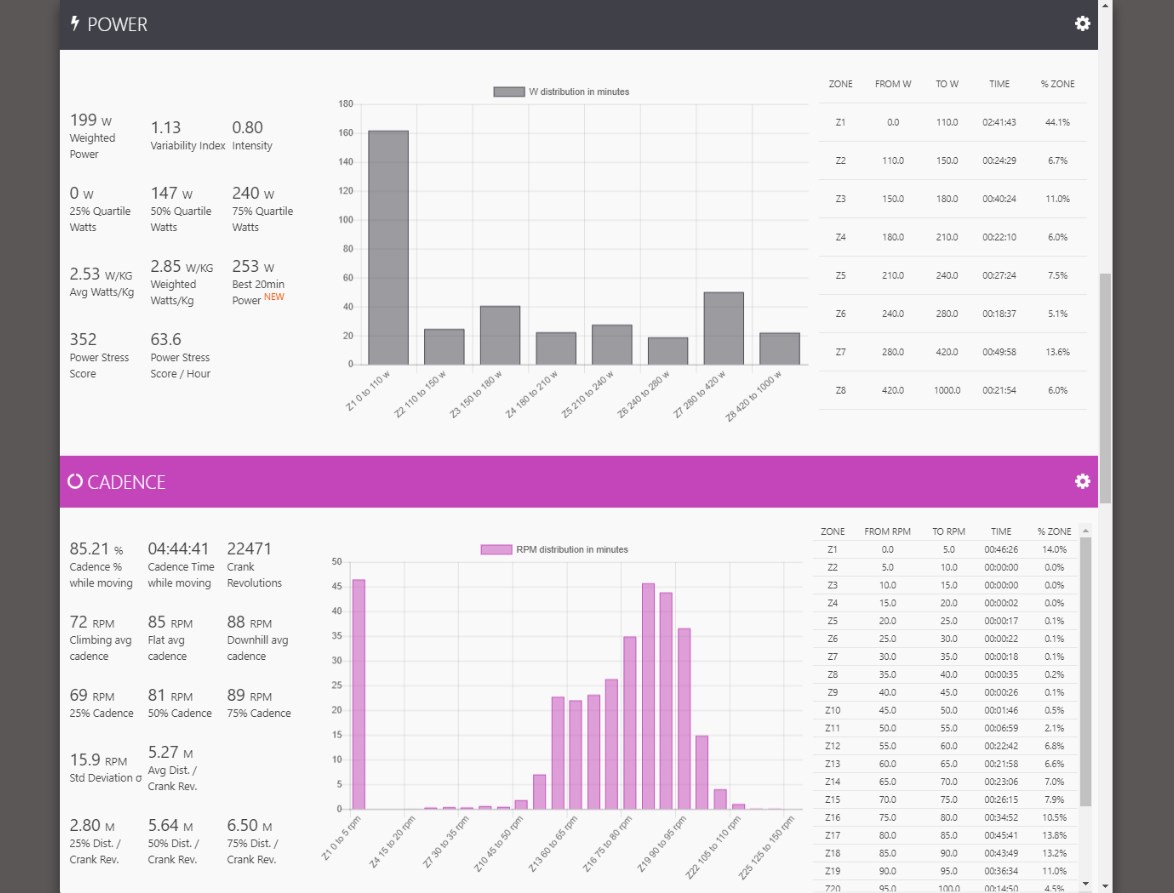 POWER
199 W
Weighted
Power
1.13
Variability Index
0.80
Intensity
0 W
25% Quartile
Watts
147 W
50% Quartile
Watts
240 W
75% Quartile
Watts
2.53 W/KG
Avg Watts/Kg
2.85 W/KG
Weighted
Watts/Kg
253 W
Best 20min
Power NEW
352
Power Stress
Score
63.6
Power Stress
Score / Hour
W distribution in minutes
180
160
140
120
100
80
60
40
20
0
Z1 0 to 110 w
Z2 110 to 150 w
Z3 150 to 180 w
Z4 180 to 210 w
Z5 210 to 240 w
Z6 240 to 280 w
Z7 280 to 420 w
Z8 420 to 1000 w
ZONE FROM W TO W TIME % ZONE
Z1 0.0 110.0 02:41:43 44.1%
Z2 110.0 150.0 00:24:29 6.7%
Z3 150.0 180.0 00:40:24 11.0%
Z4 180.0 210.0 00:22:10 6.0%
Z5 210.0 240.0 00:27:24 7.5%
Z6 240.0 280.0 00:18:37 5.1%
Z7 280.0 420.0 00:49:58 13.6%
Z8 420.0 1000.0 00:21:54 6.0%
CADENCE
85.21 %
Cadence %
while moving
04:44:41
Cadence Time
while moving
22471
Crank
Revolutions
72 RPM
Climbing avg
cadence
85 RPM
Flat avg
cadence
88 RPM
Downhill avg
cadence
69 RPM
25% Cadence
81 RPM
50% Cadence
89 RPM
75% Cadence
15.9 RPM
Std Deviation σ
5.27 M
Avg Dist. /
Crank Rev.
2.80 M
25% Dist. /
Crank Rev.
5.64 M
50% Dist. /
Crank Rev.
6.50 M
75% Dist. /
Crank Rev.
RPM distribution in minutes
50
45
40
35
30
25
20
15
10
5
0
Z1 0 to 5 rpm
Z4 15 to 20 rpm
Z7 30 to 35 rpm
Z10 45 to 50 rpm
Z13 60 to 65 rpm
Z16 75 to 80 rpm
Z19 90 to 95 rpm
Z22 105 to 110 rpm
Z25 125 to 150 rpm
ZONE FROM RPM TO RPM TIME % ZONE
Z1 0.0 5.0 00:46:26 14.0%
Z2 5.0 10.0 00:00:00 0.0%
Z3 10.0 15.0 00:00:00 0.0%
Z4 15.0 20.0 00:00:02 0.0%
Z5 20.0 25.0 00:00:17 0.1%
Z6 25.0 30.0 00:00:22 0.1%
Z7 30.0 35.0 00:00:18 0.1%
Z8 35.0 40.0 00:00:35 0.2%
Z9 40.0 45.0 00:00:26 0.1%
Z10 45.0 50.0 00:01:46 0.5%
Z11 50.0 55.0 00:06:59 2.1%
Z12 55.0 60.0 00:22:42 6.8%
Z13 60.0 65.0 00:21:58 6.6%
Z14 65.0 70.0 00:23:06 7.0%
Z15 70.0 75.0 00:26:15 7.9%
Z16 75.0 80.0 00:34:52 10.5%
Z17 80.0 85.0 00:45:41 13.8%
Z18 85.0 90.0 00:43:49 13.2%
Z19 90.0 95.0 00:36:34 11.0%
Z20 95.0 100.0 00:14:50 4.5%